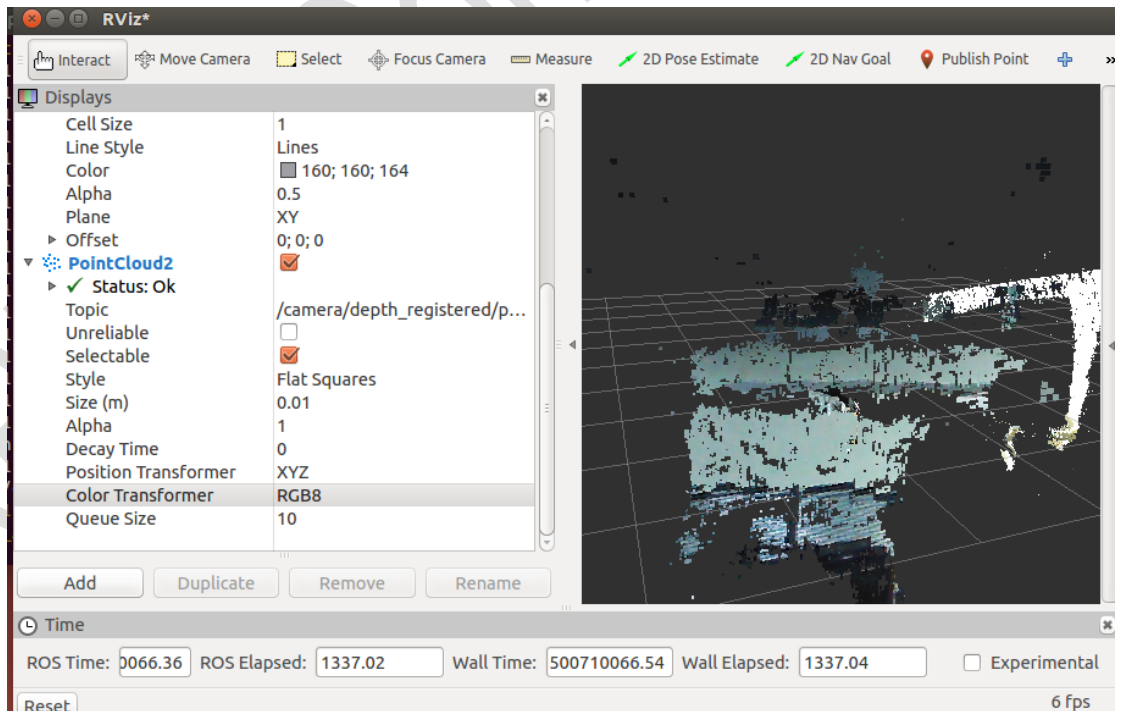 RViz*
Interact Move Camera Select Focus Camera Measure 2D Pose Estimate 2D Nav Goal Publish Point »
Displays
Cell Size 1
Line Style Lines
Color 160; 160; 164
Alpha 0.5
Plane XY
Offset 0; 0; 0
PointCloud2
Status: Ok
Topic /camera/depth_registered/p...
Unreliable
Selectable
Style Flat Squares
Size (m) 0.01
Alpha 1
Decay Time 0
Position Transformer XYZ
Color Transformer RGB8
Queue Size 10
Add Duplicate Remove Rename
Time
ROS Time: 0066.36 ROS Elapsed: 1337.02 Wall Time: 500710066.54 Wall Elapsed: 1337.04 Experimental
Reset 6 fps